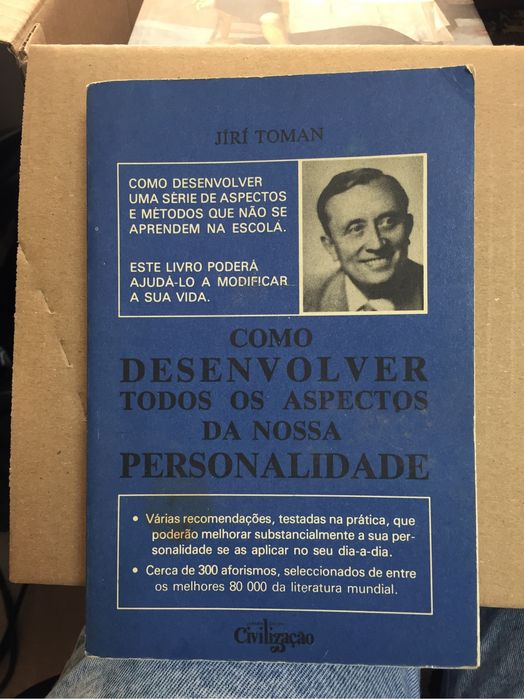 JÍRÍ TOMAN
COMO DESENVOLVER
UMA SÉRIE DE ASPECTOS
E MÉTODOS QUE NÃO SE
APRENDEM NA ESCOLA.
ESTE LIVRO PODERÁ
AJUDÁ-LO A MODIFICAR
A SUA VIDA.
COMO
DESENVOLVER
TODOS OS ASPECTOS
DA NOSSA
PERSONALIDADE
• Várias recomendações, testadas na prática, que
poderão melhorar substancialmente a sua per-
sonalidade se as aplicar no seu dia-a-dia.
• Cerca de 300 aforismos, seleccionados de entre
os melhores 80 000 da literatura mundial.
Civilização